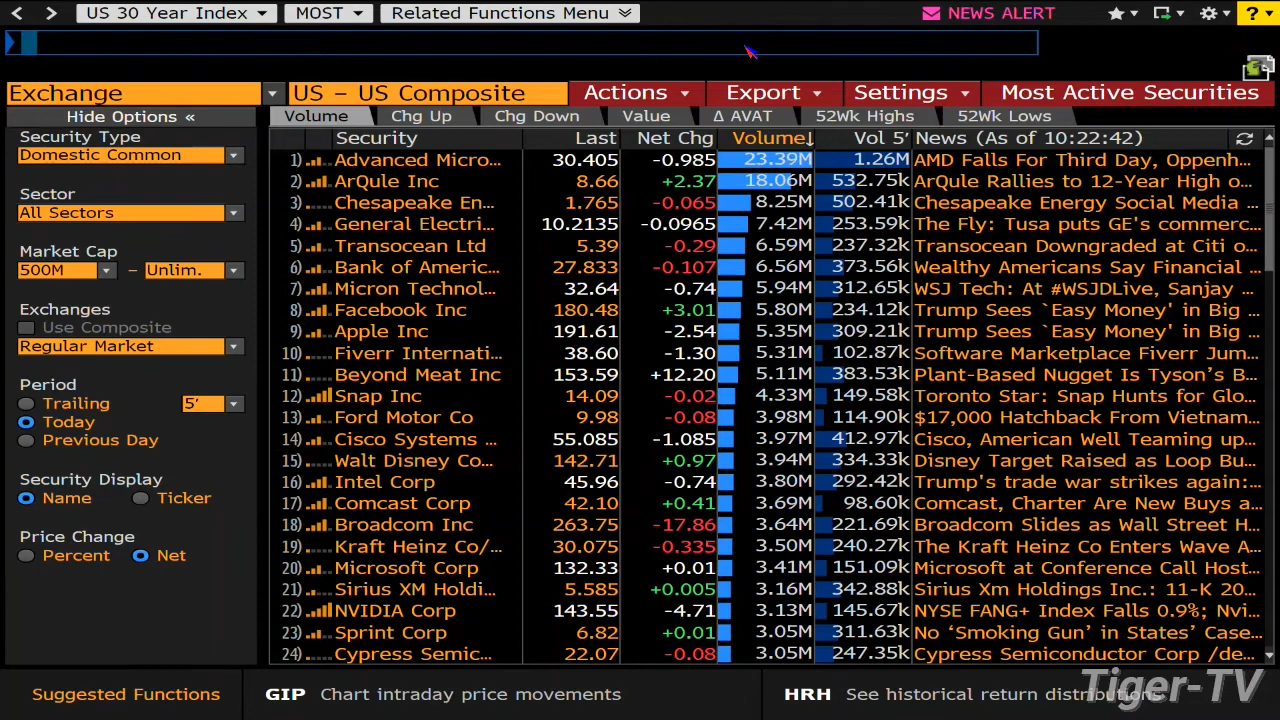 US 30 Year Index MOST Related Functions Menu NEWS ALERT ?
Exchange US - US Composite Actions Export Settings Most Active Securities
Hide Options « Volume Chg Up Chg Down Value Δ AVAT 52Wk Highs 52Wk Lows
Security Type
Domestic Common
Sector
All Sectors
Market Cap
500M - Unlim.
Exchanges
Use Composite
Regular Market
Period
Trailing 5'
Today
Previous Day
Security Display
Name Ticker
Price Change
Percent Net
Security Last Net Chg Volume↓ Vol 5' News (As of 10:22:42)
1) Advanced Micro... 30.405 -0.985 23.39M 1.26M AMD Falls For Third Day, Oppenh...
2) ArQule Inc 8.66 +2.37 18.06M 532.75k ArQule Rallies to 12-Year High o...
3) Chesapeake En... 1.765 -0.065 8.25M 502.41k Chesapeake Energy Social Media ...
4) General Electri... 10.2135 -0.0965 7.42M 253.59k The Fly: Tusa puts GE's commerc...
5) Transocean Ltd 5.39 -0.29 6.59M 237.32k Transocean Downgraded at Citi o...
6) Bank of Americ... 27.833 -0.107 6.56M 373.56k Wealthy Americans Say Financial ...
7) Micron Technol... 32.64 -0.74 5.94M 312.65k WSJ Tech: At #WSJDLive, Sanjay ...
8) Facebook Inc 180.48 +3.01 5.80M 234.12k Trump Sees `Easy Money' in Big ...
9) Apple Inc 191.61 -2.54 5.35M 309.21k Trump Sees `Easy Money' in Big ...
10) Fiverr Internati... 38.60 -1.30 5.31M 102.87k Software Marketplace Fiverr Jum...
11) Beyond Meat Inc 153.59 +12.20 5.11M 383.53k Plant-Based Nugget Is Tyson's B...
12) Snap Inc 14.09 -0.02 4.33M 149.58k Toronto Star: Snap Hunts for Glo...
13) Ford Motor Co 9.98 -0.08 3.98M 114.90k $17,000 Hatchback From Vietnam...
14) Cisco Systems ... 55.085 -1.085 3.97M 412.97k Cisco, American Well Teaming up...
15) Walt Disney Co... 142.71 +0.97 3.94M 334.33k Disney Target Raised as Loop Bu...
16) Intel Corp 45.96 -0.74 3.80M 292.42k Trump's trade war strikes again:...
17) Comcast Corp 42.10 +0.41 3.69M 98.60k Comcast, Charter Are New Buys a...
18) Broadcom Inc 263.75 -17.86 3.64M 221.69k Broadcom Slides as Wall Street H...
19) Kraft Heinz Co/... 30.075 -0.335 3.50M 240.27k The Kraft Heinz Co Enters Wave A...
20) Microsoft Corp 132.33 +0.01 3.41M 151.09k Microsoft at Conference Call Host...
21) Sirius XM Holdi... 5.585 +0.005 3.16M 342.88k Sirius Xm Holdings Inc.: 11-K 20...
22) NVIDIA Corp 143.55 -4.71 3.13M 145.67k NYSE FANG+ Index Falls 0.9%; Nvi...
23) Sprint Corp 6.82 +0.01 3.05M 311.63k No 'Smoking Gun' in States' Case...
24) Cypress Semic... 22.07 -0.08 3.05M 247.35k Cypress Semiconductor Corp /de...
Suggested Functions GIP Chart intraday price movements HRH See historical return distributions
Tiger-TV